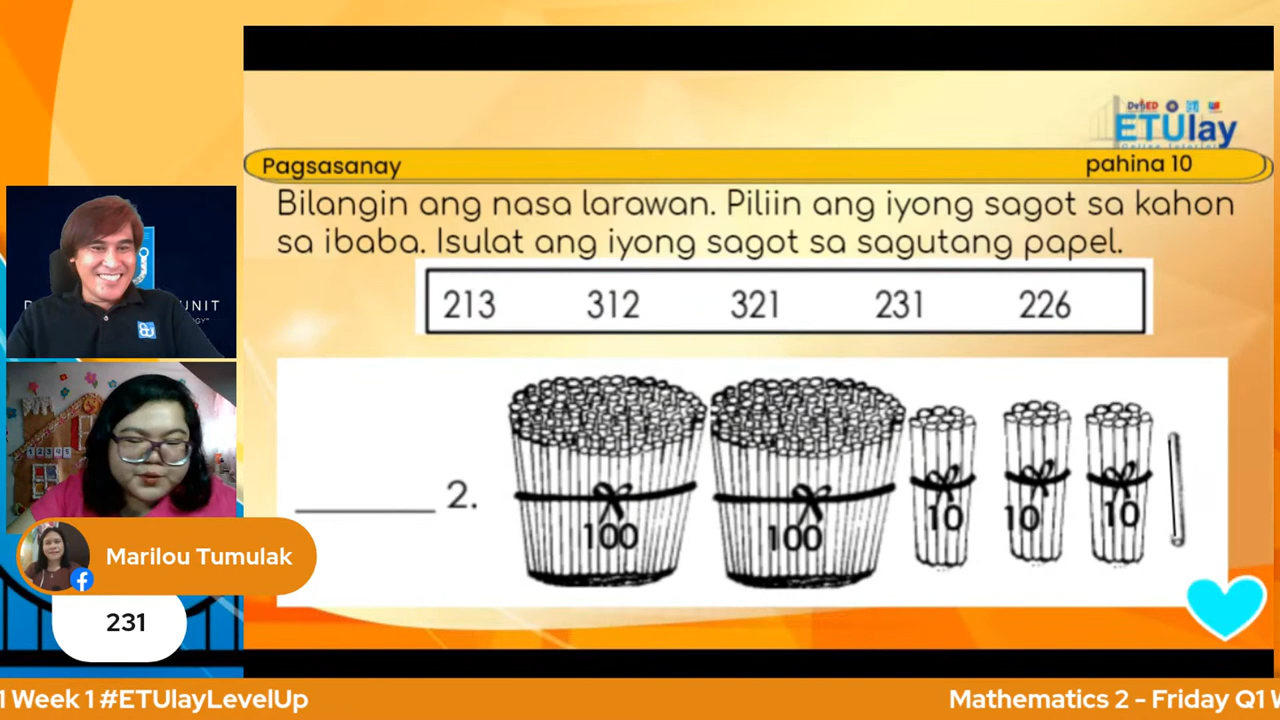 DepED
ETUlay
Pagsasanay
pahina 10
Bilangin ang nasa larawan. Piliin ang iyong sagot sa kahon
sa ibaba. Isulat ang iyong sagot sa sagutang papel.
213 312 321 231 226
2.
100 100 10 10 10
UNIT
Marilou Tumulak
231
1 Week 1 #ETUlayLevelUp
Mathematics 2 - Friday Q1 W